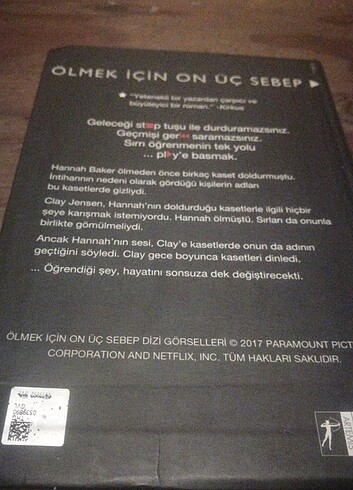 ÖLMEK İÇİN ON ÜÇ SEBEP
"Yetenekli bir yazardan çarpıcı ve
büyüleyici bir roman." -Kirkus
Geleceği stop tuşu ile durduramazsınız.
Geçmişi geri saramazsınız.
Sırrı öğrenmenin tek yolu
... play'e basmak.
Hannah Baker ölmeden önce birkaç kaset doldurmuştu.
İntiharının nedeni olarak gördüğü kişilerin adları
bu kasetlerde gizliydi.
Clay Jensen, Hannah'nın doldurduğu kasetlerle ilgili hiçbir
şeye karışmak istemiyordu. Hannah ölmüştü. Sırları da onunla
birlikte gömülmeliydi.
Ancak Hannah'nın sesi, Clay'e kasetlerde onun da adının
geçtiğini söyledi. Clay gece boyunca kasetleri dinledi.
... Öğrendiği şey, hayatını sonsuza dek değiştirecekti.
ÖLMEK İÇİN ON ÜÇ SEBEP DİZİ GÖRSELLERİ © 2017 PARAMOUNT PICT
CORPORATION AND NETFLIX, INC. TÜM HAKLARI SAKLIDIR.